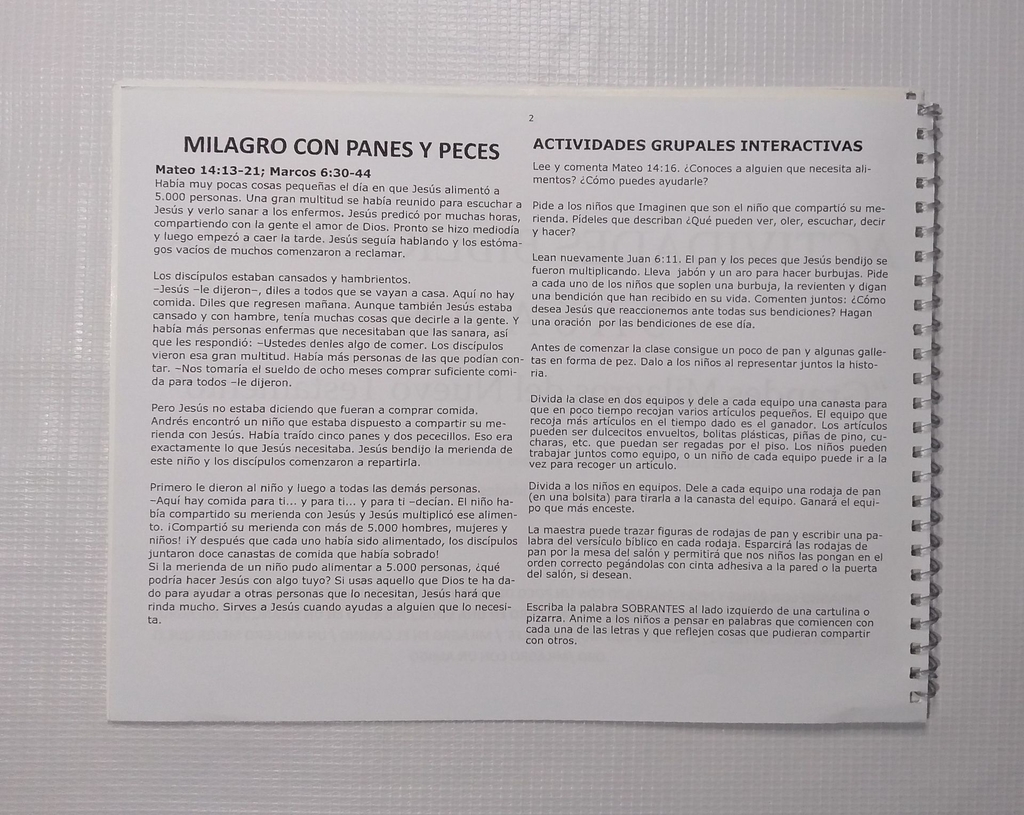 2
MILAGRO CON PANES Y PECES
Mateo 14:13-21; Marcos 6:30-44
Había muy pocas cosas pequeñas el día en que Jesús alimentó a
5.000 personas. Una gran multitud se había reunido para escuchar a
Jesús y verlo sanar a los enfermos. Jesús predicó por muchas horas,
compartiendo con la gente el amor de Dios. Pronto se hizo mediodía
y luego empezó a caer la tarde. Jesús seguía hablando y los estóma-
gos vacíos de muchos comenzaron a reclamar.
Los discípulos estaban cansados y hambrientos.
–Jesús –le dijeron–, diles a todos que se vayan a casa. Aquí no hay
comida. Diles que regresen mañana. Aunque también Jesús estaba
cansado y con hambre, tenía muchas cosas que decirle a la gente. Y
había más personas enfermas que necesitaban que las sanara, así
que les respondió: –Ustedes denles algo de comer. Los discípulos
vieron esa gran multitud. Había más personas de las que podían con-
tar. –Nos tomaría el sueldo de ocho meses comprar suficiente comi-
da para todos –le dijeron.
Pero Jesús no estaba diciendo que fueran a comprar comida.
Andrés encontró un niño que estaba dispuesto a compartir su me-
rienda con Jesús. Había traído cinco panes y dos pececillos. Eso era
exactamente lo que Jesús necesitaba. Jesús bendijo la merienda de
este niño y los discípulos comenzaron a repartirla.
Primero le dieron al niño y luego a todas las demás personas.
–Aquí hay comida para ti... y para ti... y para ti –decían. El niño ha-
bía compartido su merienda con Jesús y Jesús multiplicó ese alimen-
to. ¡Compartió su merienda con más de 5.000 hombres, mujeres y
niños! ¡Y después que cada uno había sido alimentado, los discípulos
juntaron doce canastas de comida que había sobrado!
Si la merienda de un niño pudo alimentar a 5.000 personas, ¿qué
podría hacer Jesús con algo tuyo? Si usas aquello que Dios te ha da-
do para ayudar a otras personas que lo necesitan, Jesús hará que
rinda mucho. Sirves a Jesús cuando ayudas a alguien que lo necesi-
ta.
ACTIVIDADES GRUPALES INTERACTIVAS
Lee y comenta Mateo 14:16. ¿Conoces a alguien que necesita ali-
mentos? ¿Cómo puedes ayudarle?
Pide a los niños que Imaginen que son el niño que compartió su me-
rienda. Pídeles que describan ¿Qué pueden ver, oler, escuchar, decir
y hacer?
Lean nuevamente Juan 6:11. El pan y los peces que Jesús bendijo se
fueron multiplicando. Lleva jabón y un aro para hacer burbujas. Pide
a cada uno de los niños que soplen una burbuja, la revienten y digan
una bendición que han recibido en su vida. Comenten juntos: ¿Cómo
desea Jesús que reaccionemos ante todas sus bendiciones? Hagan
una oración por las bendiciones de ese día.
Antes de comenzar la clase consigue un poco de pan y algunas galle-
tas en forma de pez. Dalo a los niños al representar juntos la histo-
ria.
Divida la clase en dos equipos y dele a cada equipo una canasta para
que en poco tiempo recojan varios artículos pequeños. El equipo que
recoja más artículos en el tiempo dado es el ganador. Los artículos
pueden ser dulcecitos envueltos, bolitas plásticas, piñas de pino, cu-
charas, etc. que puedan ser regadas por el piso. Los niños pueden
trabajar juntos como equipo, o un niño de cada equipo puede ir a la
vez para recoger un artículo.
Divida a los niños en equipos. Dele a cada equipo una rodaja de pan
(en una bolsita) para tirarla a la canasta del equipo. Ganará el equi-
po que más enceste.
La maestra puede trazar figuras de rodajas de pan y escribir una pa-
labra del versículo bíblico en cada rodaja. Esparcirá las rodajas de
pan por la mesa del salón y permitirá que nos niños las pongan en el
orden correcto pegándolas con cinta adhesiva a la pared o la puerta
del salón, si desean.
Escriba la palabra SOBRANTES al lado izquierdo de una cartulina o
pizarra. Anime a los niños a pensar en palabras que comiencen con
cada una de las letras y que reflejen cosas que pudieran compartir
con otros.